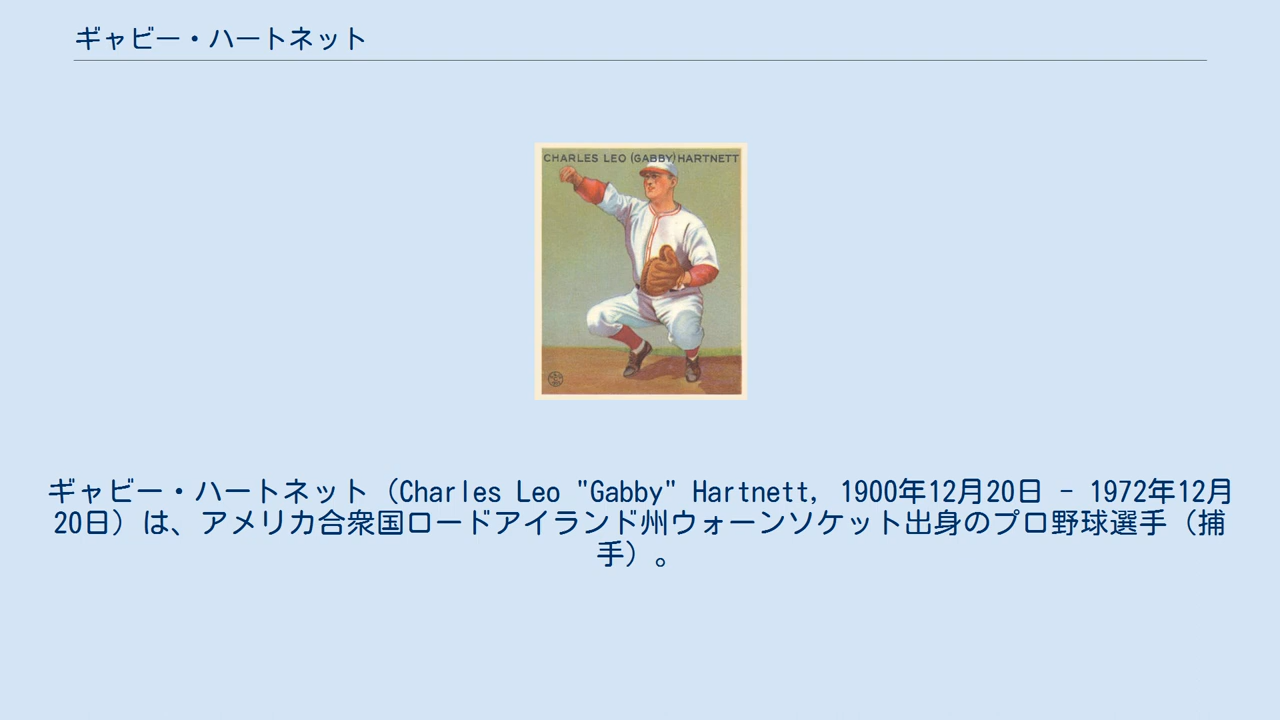 ギャビー・ハートネット
CHARLES LEO (GABBY) HARTNETT
ギャビー・ハートネット（Charles Leo "Gabby" Hartnett, 1900年12月20日 - 1972年12月
20日）は、アメリカ合衆国ロードアイランド州ウォーンソケット出身のプロ野球選手（捕
手）。